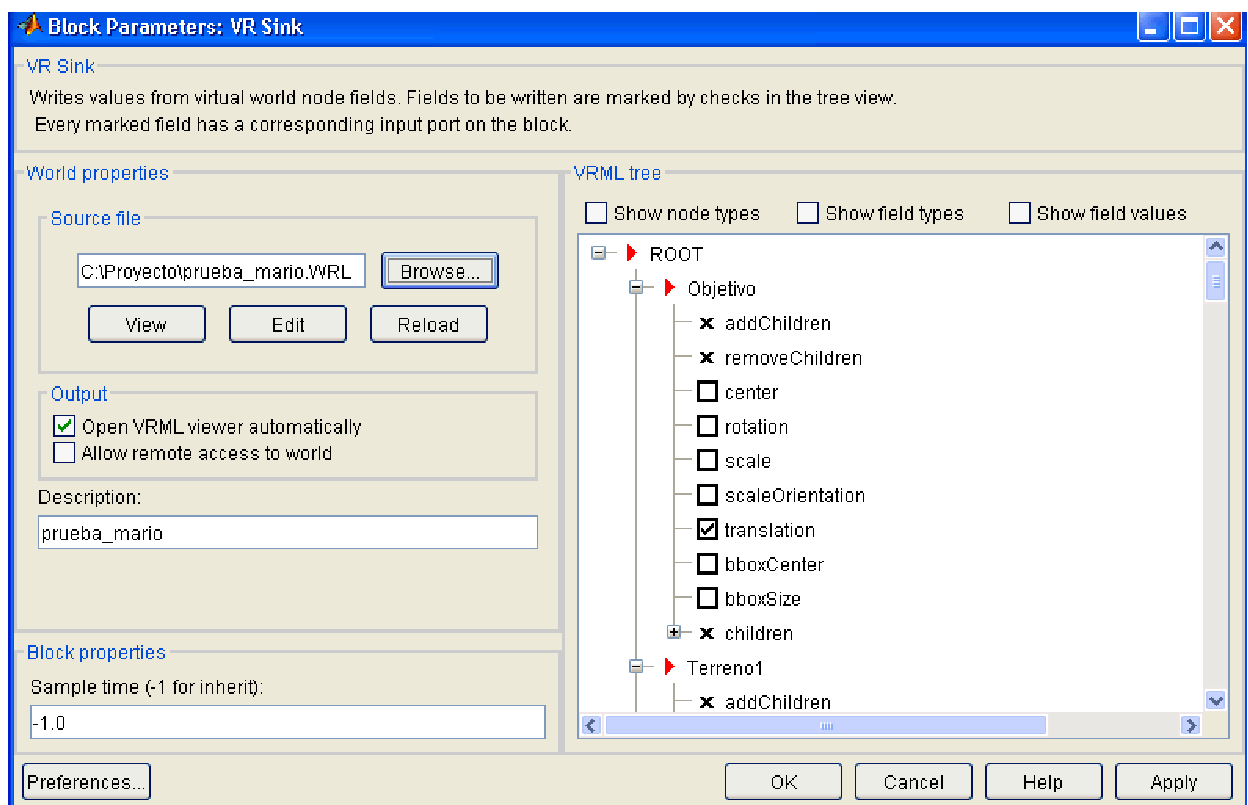 Block Parameters: VR Sink
VR Sink
Writes values from virtual world node fields. Fields to be written are marked by checks in the tree view.
Every marked field has a corresponding input port on the block.
World properties
Source file
C:\Proyecto\prueba_mario.WRL
Browse...
View
Edit
Reload
Output
Open VRML viewer automatically
Allow remote access to world
Description:
prueba_mario
Block properties
Sample time (-1 for inherit):
-1.0
VRML tree
Show node types
Show field types
Show field values
ROOT
Objetivo
addChildren
removeChildren
center
rotation
scale
scaleOrientation
translation
bboxCenter
bboxSize
children
Terreno1
addChildren
Preferences...
OK
Cancel
Help
Apply